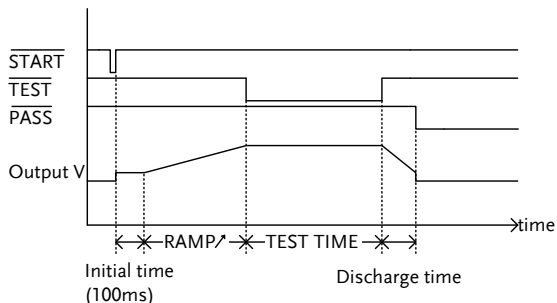 START
TEST
PASS
Output V
time
RAMP↗
TEST TIME
Initial time
(100ms)
Discharge time